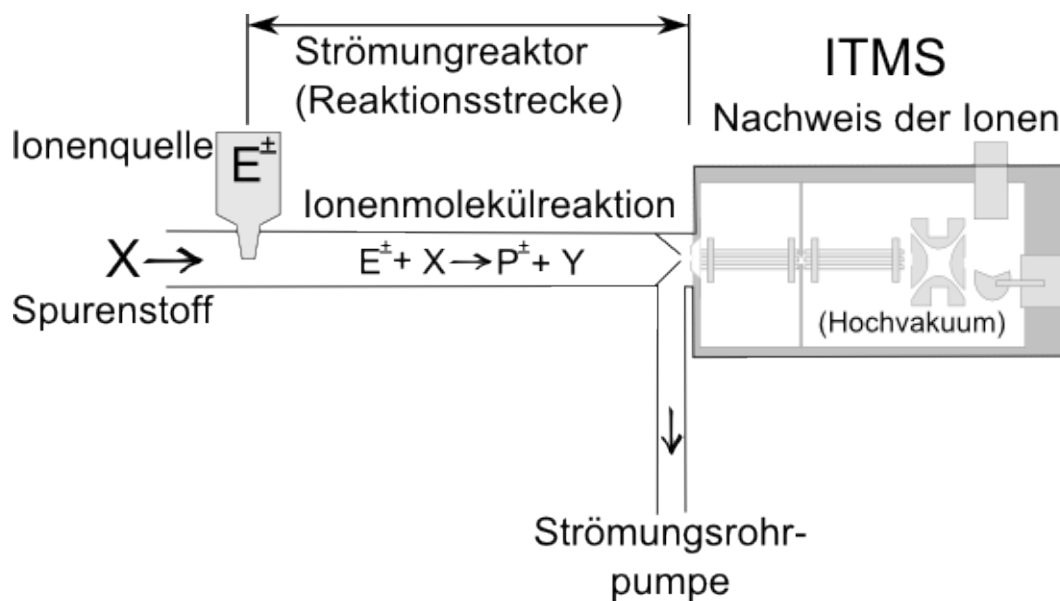 Strömungreaktor
(Reaktionsstrecke)
ITMS
Nachweis der Ionen
Ionenquelle
E±
Ionenmolekülreaktion
X →
E± + X → P± + Y
Spurenstoff
(Hochvakuum)
Strömungsrohr-
pumpe